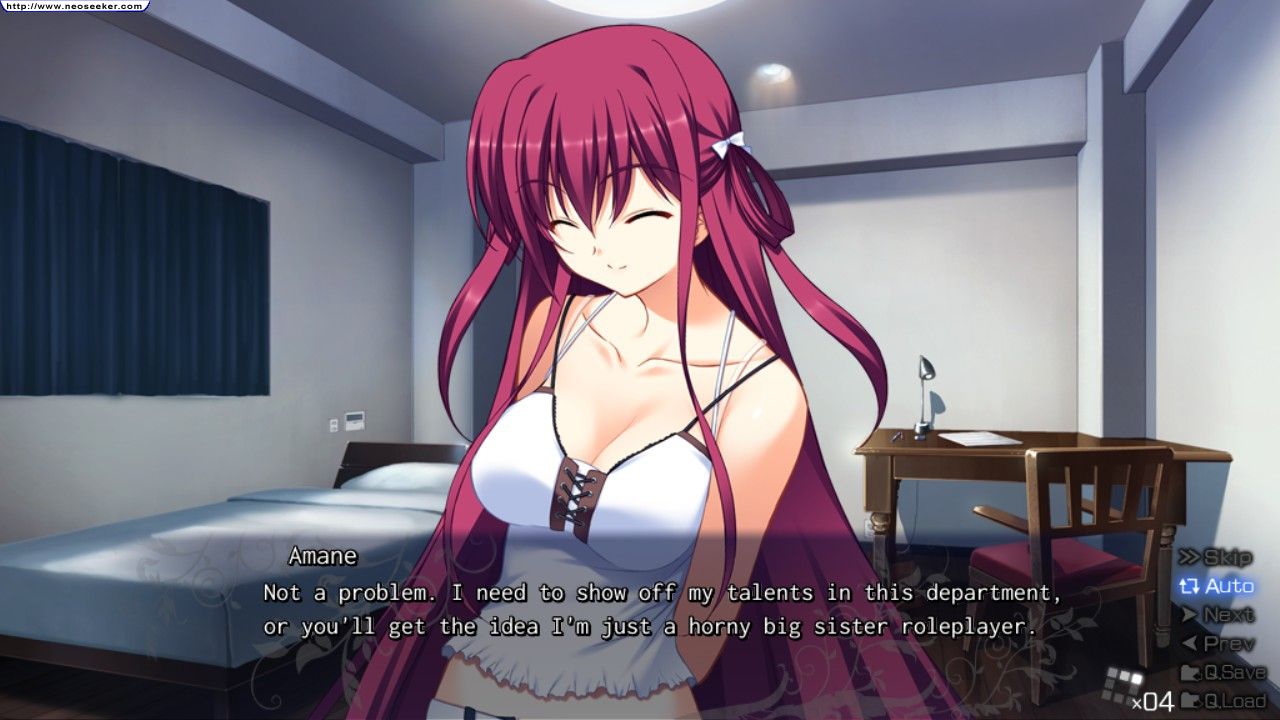 http://www.neoseeker.com
Amane
Not a problem. I need to show off my talents in this department,
or you'll get the idea I'm just a horny big sister roleplayer.
Skip
Auto
Next
Prev
Q.Save
Q.Load
×04